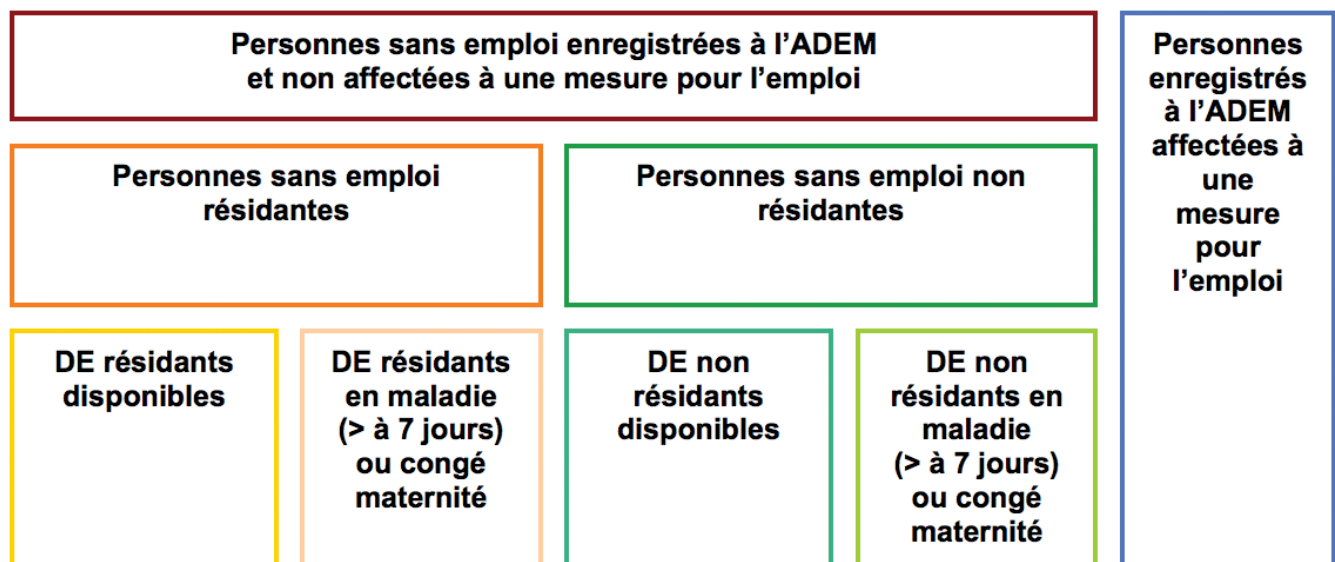 Personnes sans emploi enregistrées à l'ADEM
et non affectées à une mesure pour l'emploi
Personnes
enregistrés
à l'ADEM
affectées à
une
mesure
pour
l'emploi
Personnes sans emploi
résidantes
Personnes sans emploi non
résidantes
DE résidants
disponibles
DE résidants
en maladie
(> à 7 jours)
ou congé
maternité
DE non
résidants
disponibles
DE non
résidants en
maladie
(> à 7 jours)
ou congé
maternité